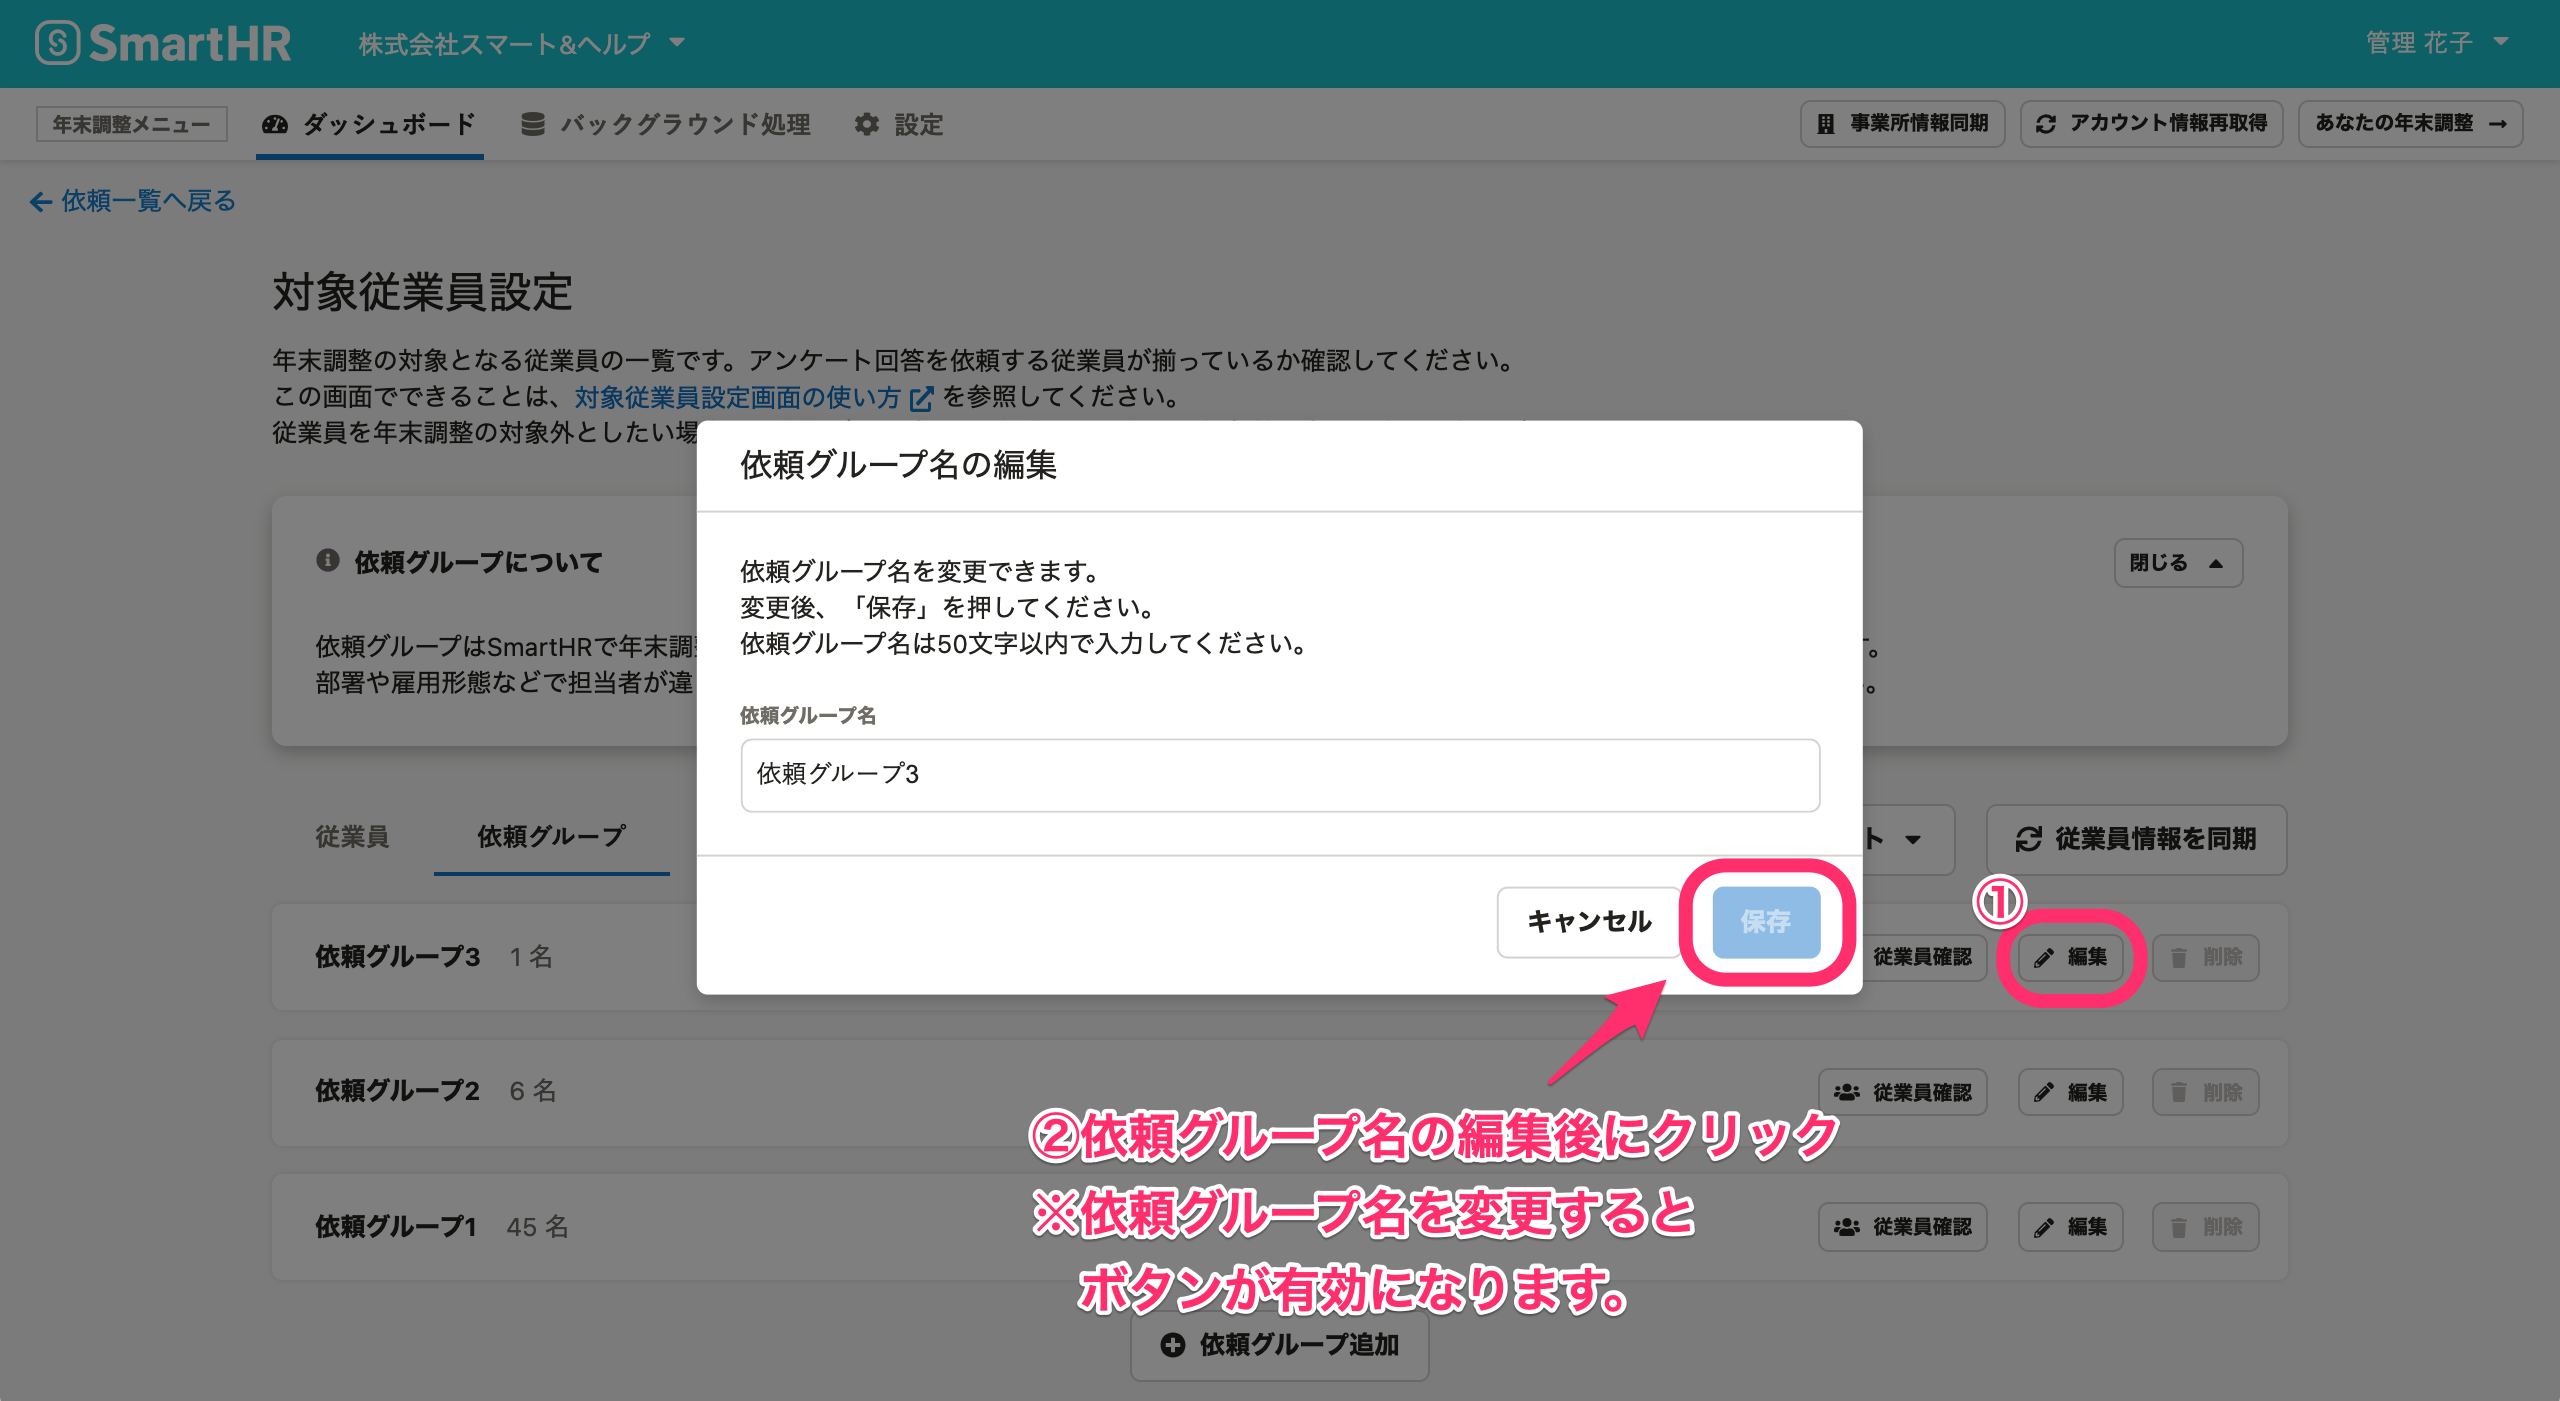 SmartHR
株式会社スマート&ヘルプ
管理 花子
年末調整メニュー
ダッシュボード
バックグラウンド処理
設定
事業所情報同期
アカウント情報再取得
あなたの年末調整 →
← 依頼一覧へ戻る
対象従業員設定
年末調整の対象となる従業員の一覧です。アンケート回答を依頼する従業員が揃っているか確認してください。
この画面でできることは、対象従業員設定画面の使い方 を参照してください。
従業員を年末調整の対象外としたい場
依頼グループについて
閉じる
依頼グループはSmartHRで年末調
す。
部署や雇用形態などで担当者が違
。
依頼グループ名の編集
依頼グループ名を変更できます。
変更後、「保存」を押してください。
依頼グループ名は50文字以内で入力してください。
依頼グループ名
依頼グループ3
キャンセル
保存
従業員
依頼グループ
ト
従業員情報を同期
①
依頼グループ3 1 名
従業員確認
編集
削除
依頼グループ2 6 名
従業員確認
編集
削除
②依頼グループ名の編集後にクリック
※依頼グループ名を変更すると
ボタンが有効になります。
依頼グループ1 45 名
従業員確認
編集
削除
依頼グループ追加